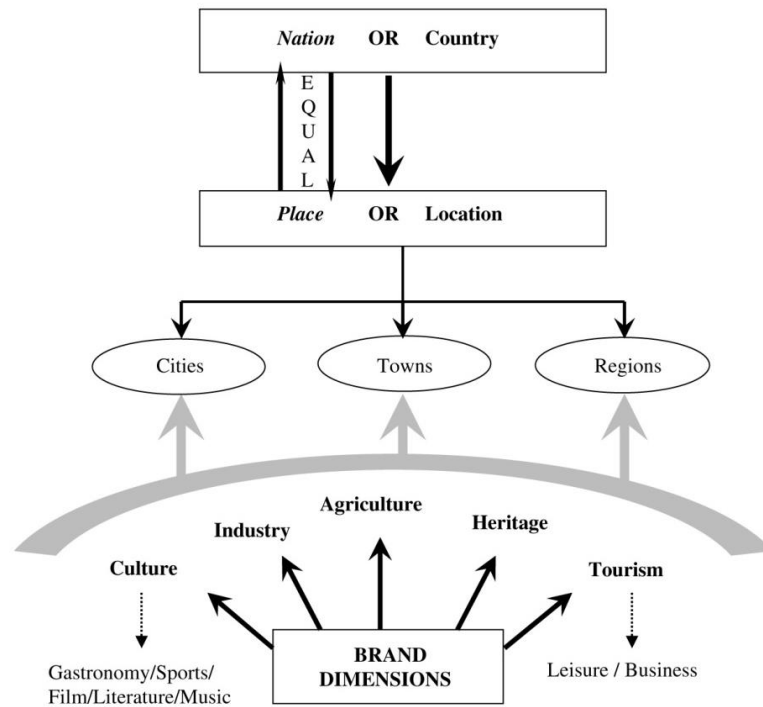 Nation OR Country
EQUAL
Place OR Location
Cities
Towns
Regions
Agriculture
Industry
Heritage
Culture
Tourism
BRAND
DIMENSIONS
Gastronomy/Sports/
Film/Literature/Music
Leisure / Business